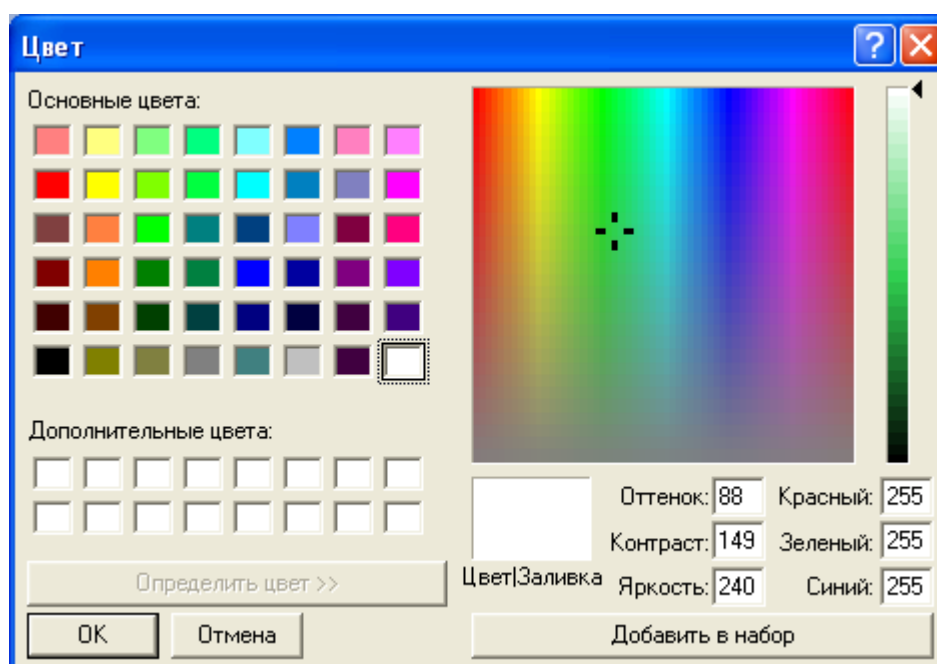 Цвет
Основные цвета:
Дополнительные цвета:
Определить цвет >>
OK
Отмена
Цвет|Заливка
Оттенок: 88
Контраст: 149
Яркость: 240
Красный: 255
Зеленый: 255
Синий: 255
Добавить в набор